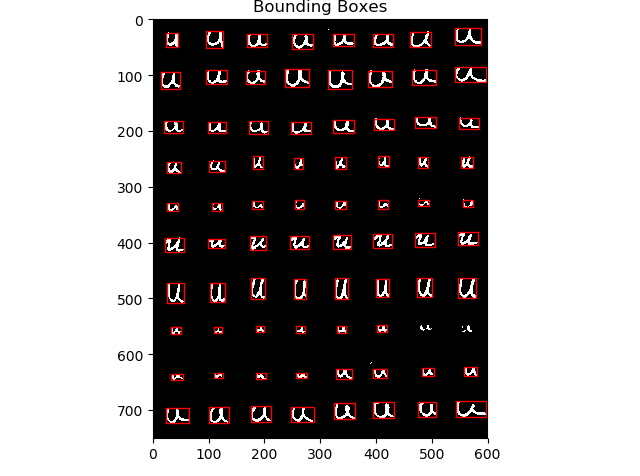 Bounding Boxes
0
u u u u u u u u
100 u u u u u u u u
200 u u u u u u u u
u u u u u u u u
300
u u u u u u u u
400 u u u u u u u u
u u u u u u u u
500
u u u u u u
600
u u u u u u u u
700 u u u u u u u u
0 100 200 300 400 500 600